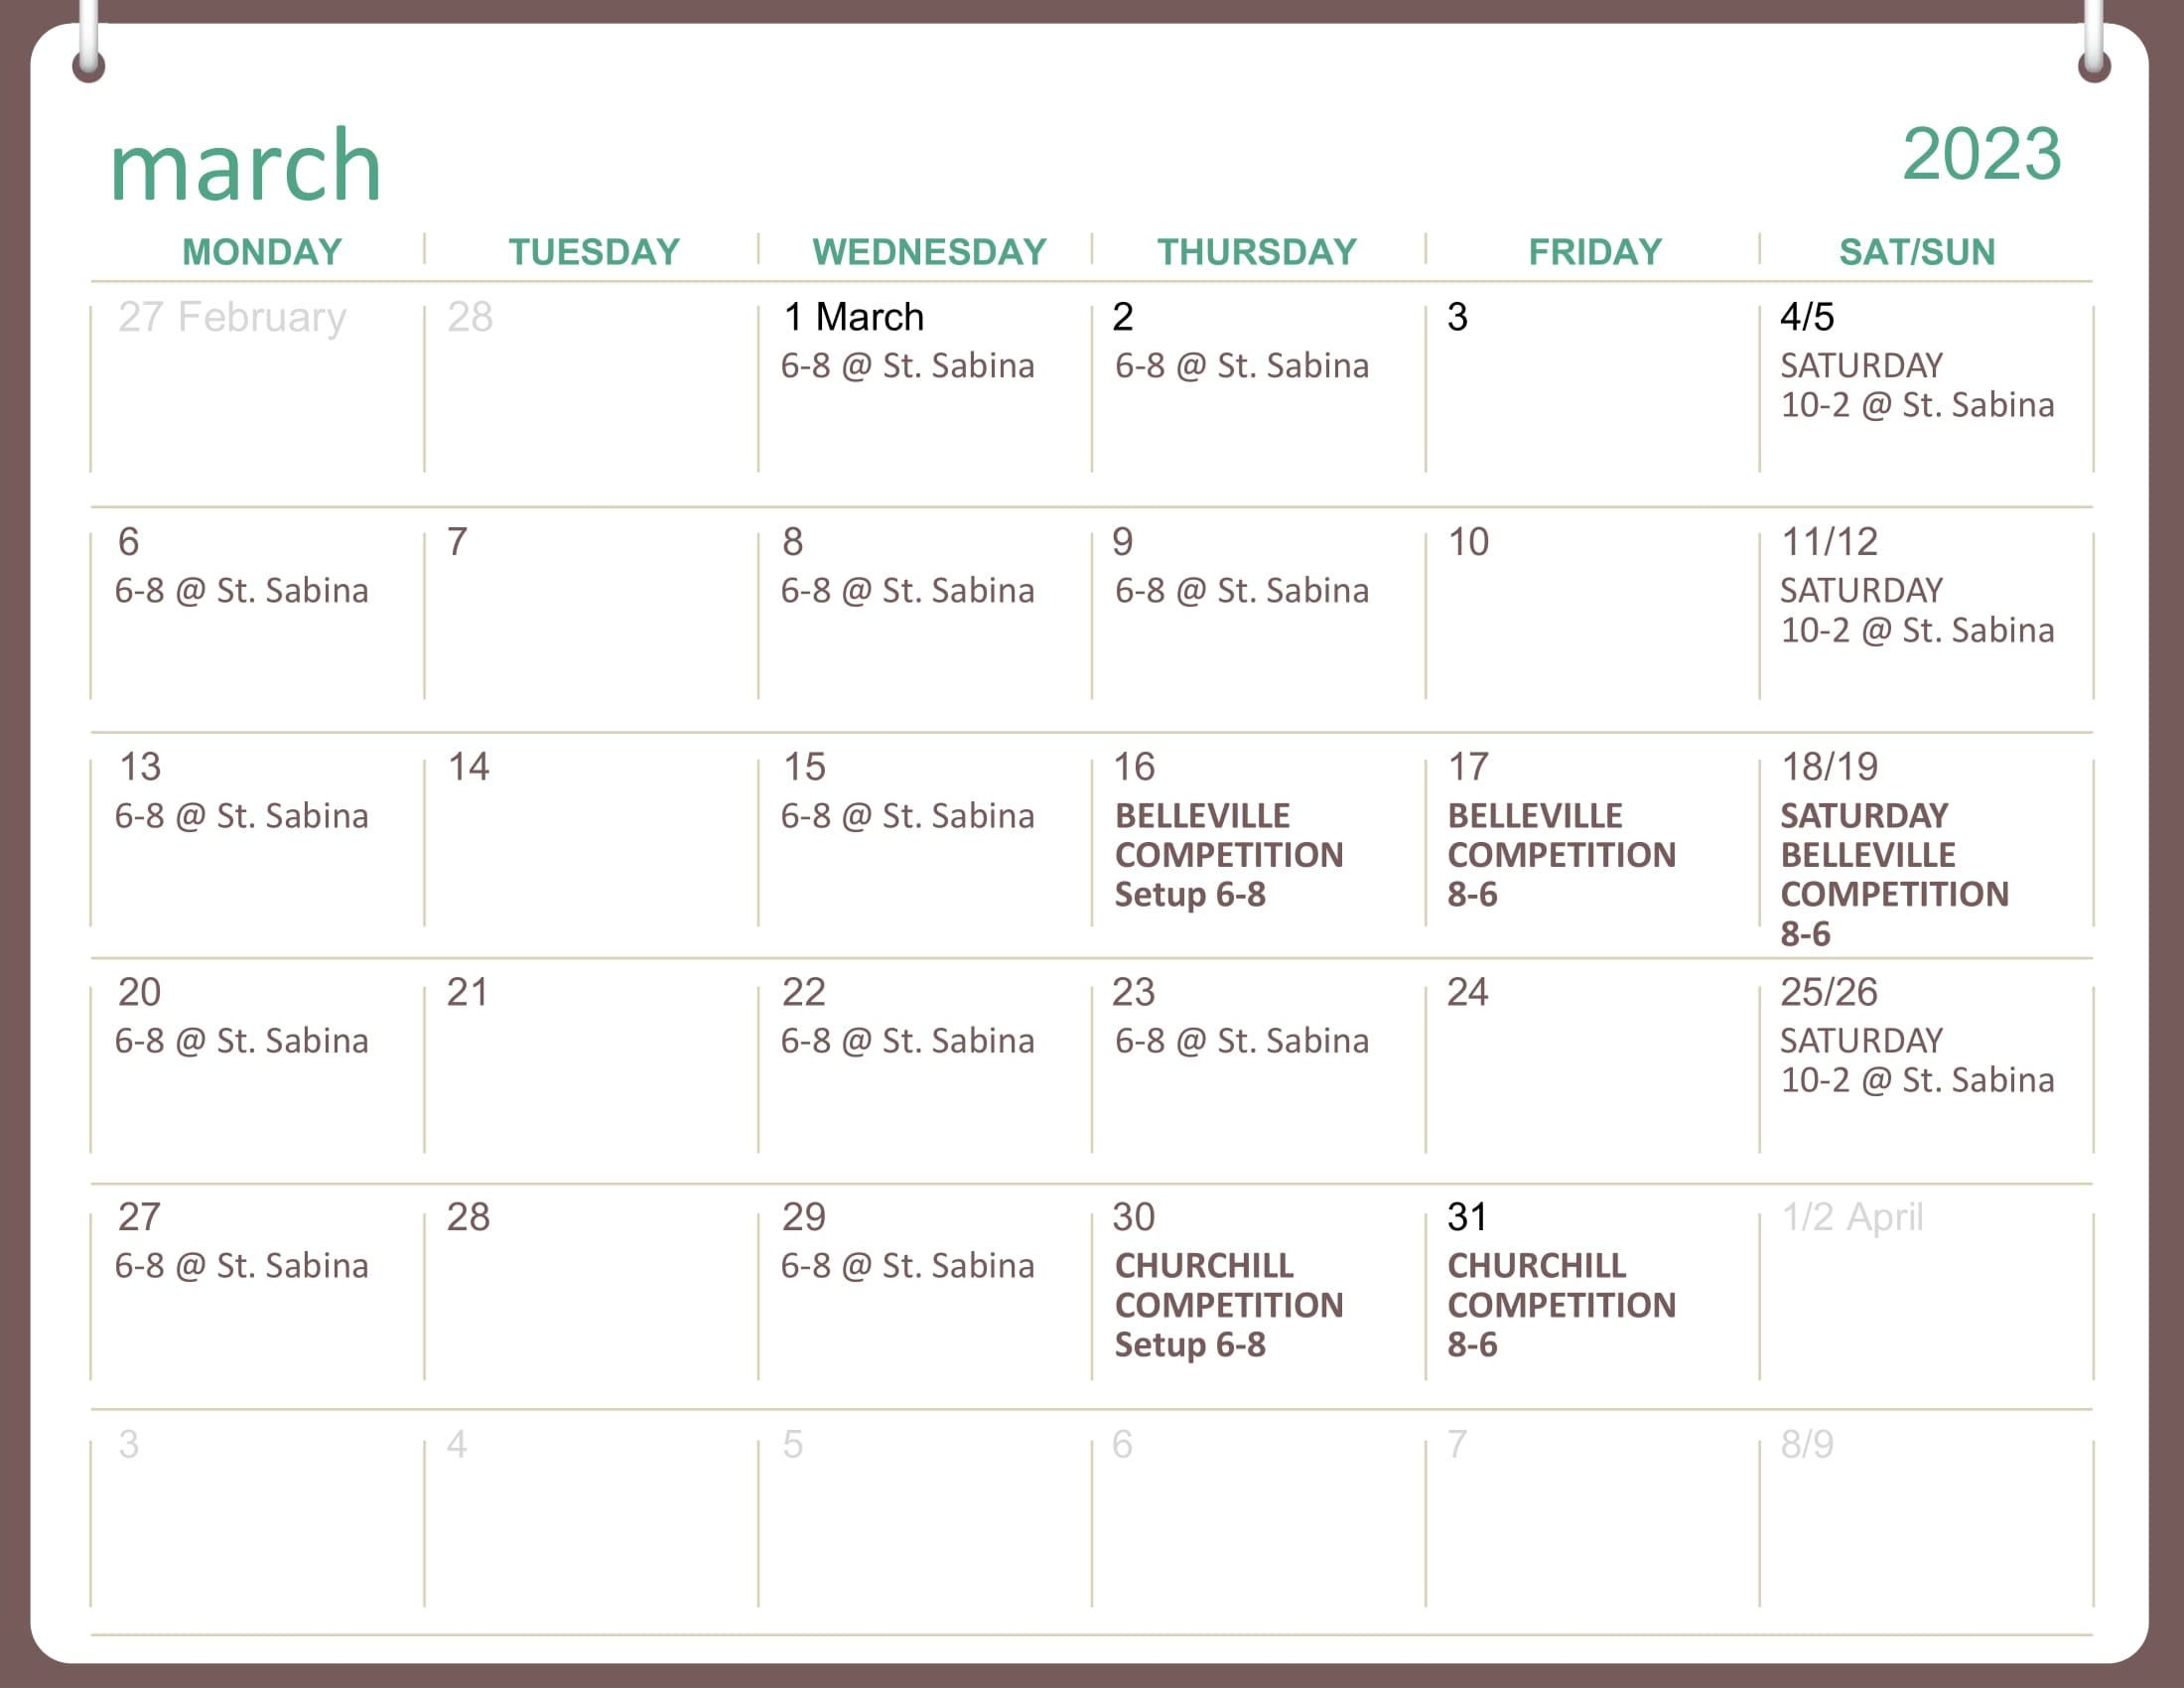 march
2023
MONDAY TUESDAY WEDNESDAY THURSDAY FRIDAY SAT/SUN
27 February
28
1 March
6-8 @ St. Sabina
2
6-8 @ St. Sabina
3
4/5
SATURDAY
10-2 @ St. Sabina
6
6-8 @ St. Sabina
7
8
6-8 @ St. Sabina
9
6-8 @ St. Sabina
10
11/12
SATURDAY
10-2 @ St. Sabina
13
6-8 @ St. Sabina
14
15
6-8 @ St. Sabina
16
BELLEVILLE
COMPETITION
Setup 6-8
17
BELLEVILLE
COMPETITION
8-6
18/19
SATURDAY
BELLEVILLE
COMPETITION
8-6
20
6-8 @ St. Sabina
21
22
6-8 @ St. Sabina
23
6-8 @ St. Sabina
24
25/26
SATURDAY
10-2 @ St. Sabina
27
6-8 @ St. Sabina
28
29
6-8 @ St. Sabina
30
CHURCHILL
COMPETITION
Setup 6-8
31
CHURCHILL
COMPETITION
8-6
1/2 April
3
4
5
6
7
8/9